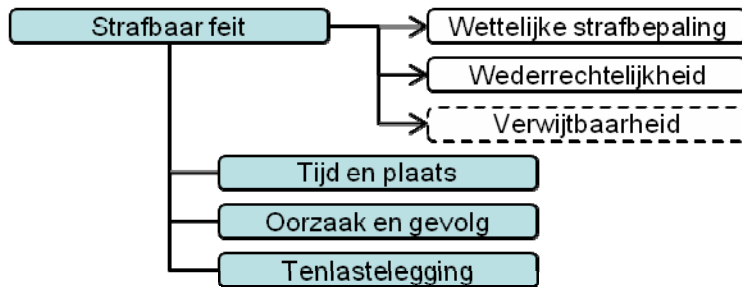 Strafbaar feit
Wettelijke strafbepaling
Wederrechtelijkheid
Verwijtbaarheid
Tijd en plaats
Oorzaak en gevolg
Tenlastelegging